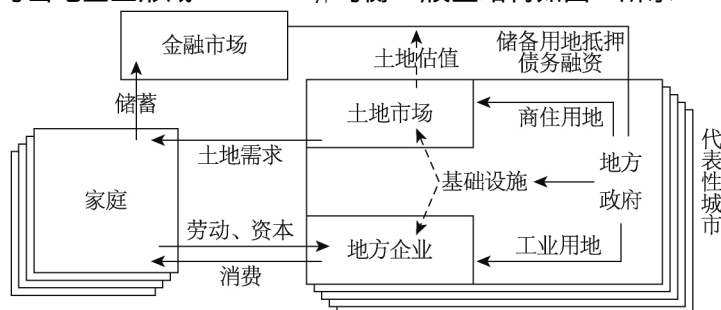 金融市场
土地估值
储备用地抵押
债务融资
储蓄
土地市场
商住用地
土地需求
地方
政府
基础设施
家庭
劳动、资本
地方企业
工业用地
消费
代表性城市